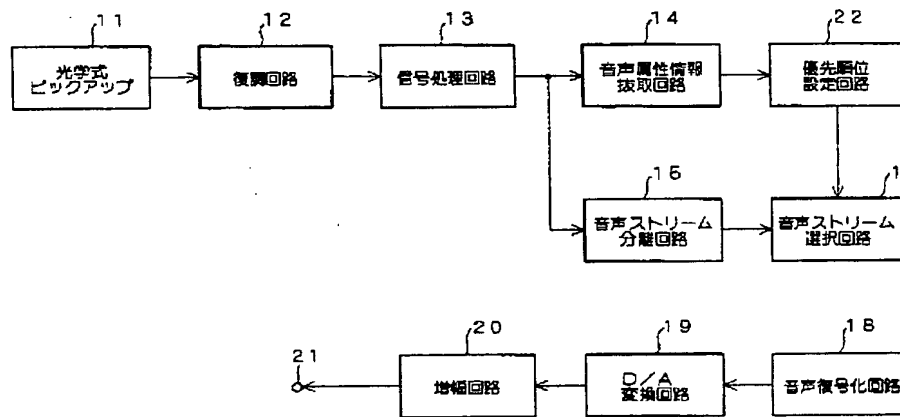 11
12
13
14
22
光学式
ピックアップ
復調回路
信号処理回路
音声属性情報
抜取回路
優先順位
設定回路
15
音声ストリーム
分離回路
音声ストリーム
選択回路
21
20
19
18
増幅回路
D/A
変換回路
音声復号化回路